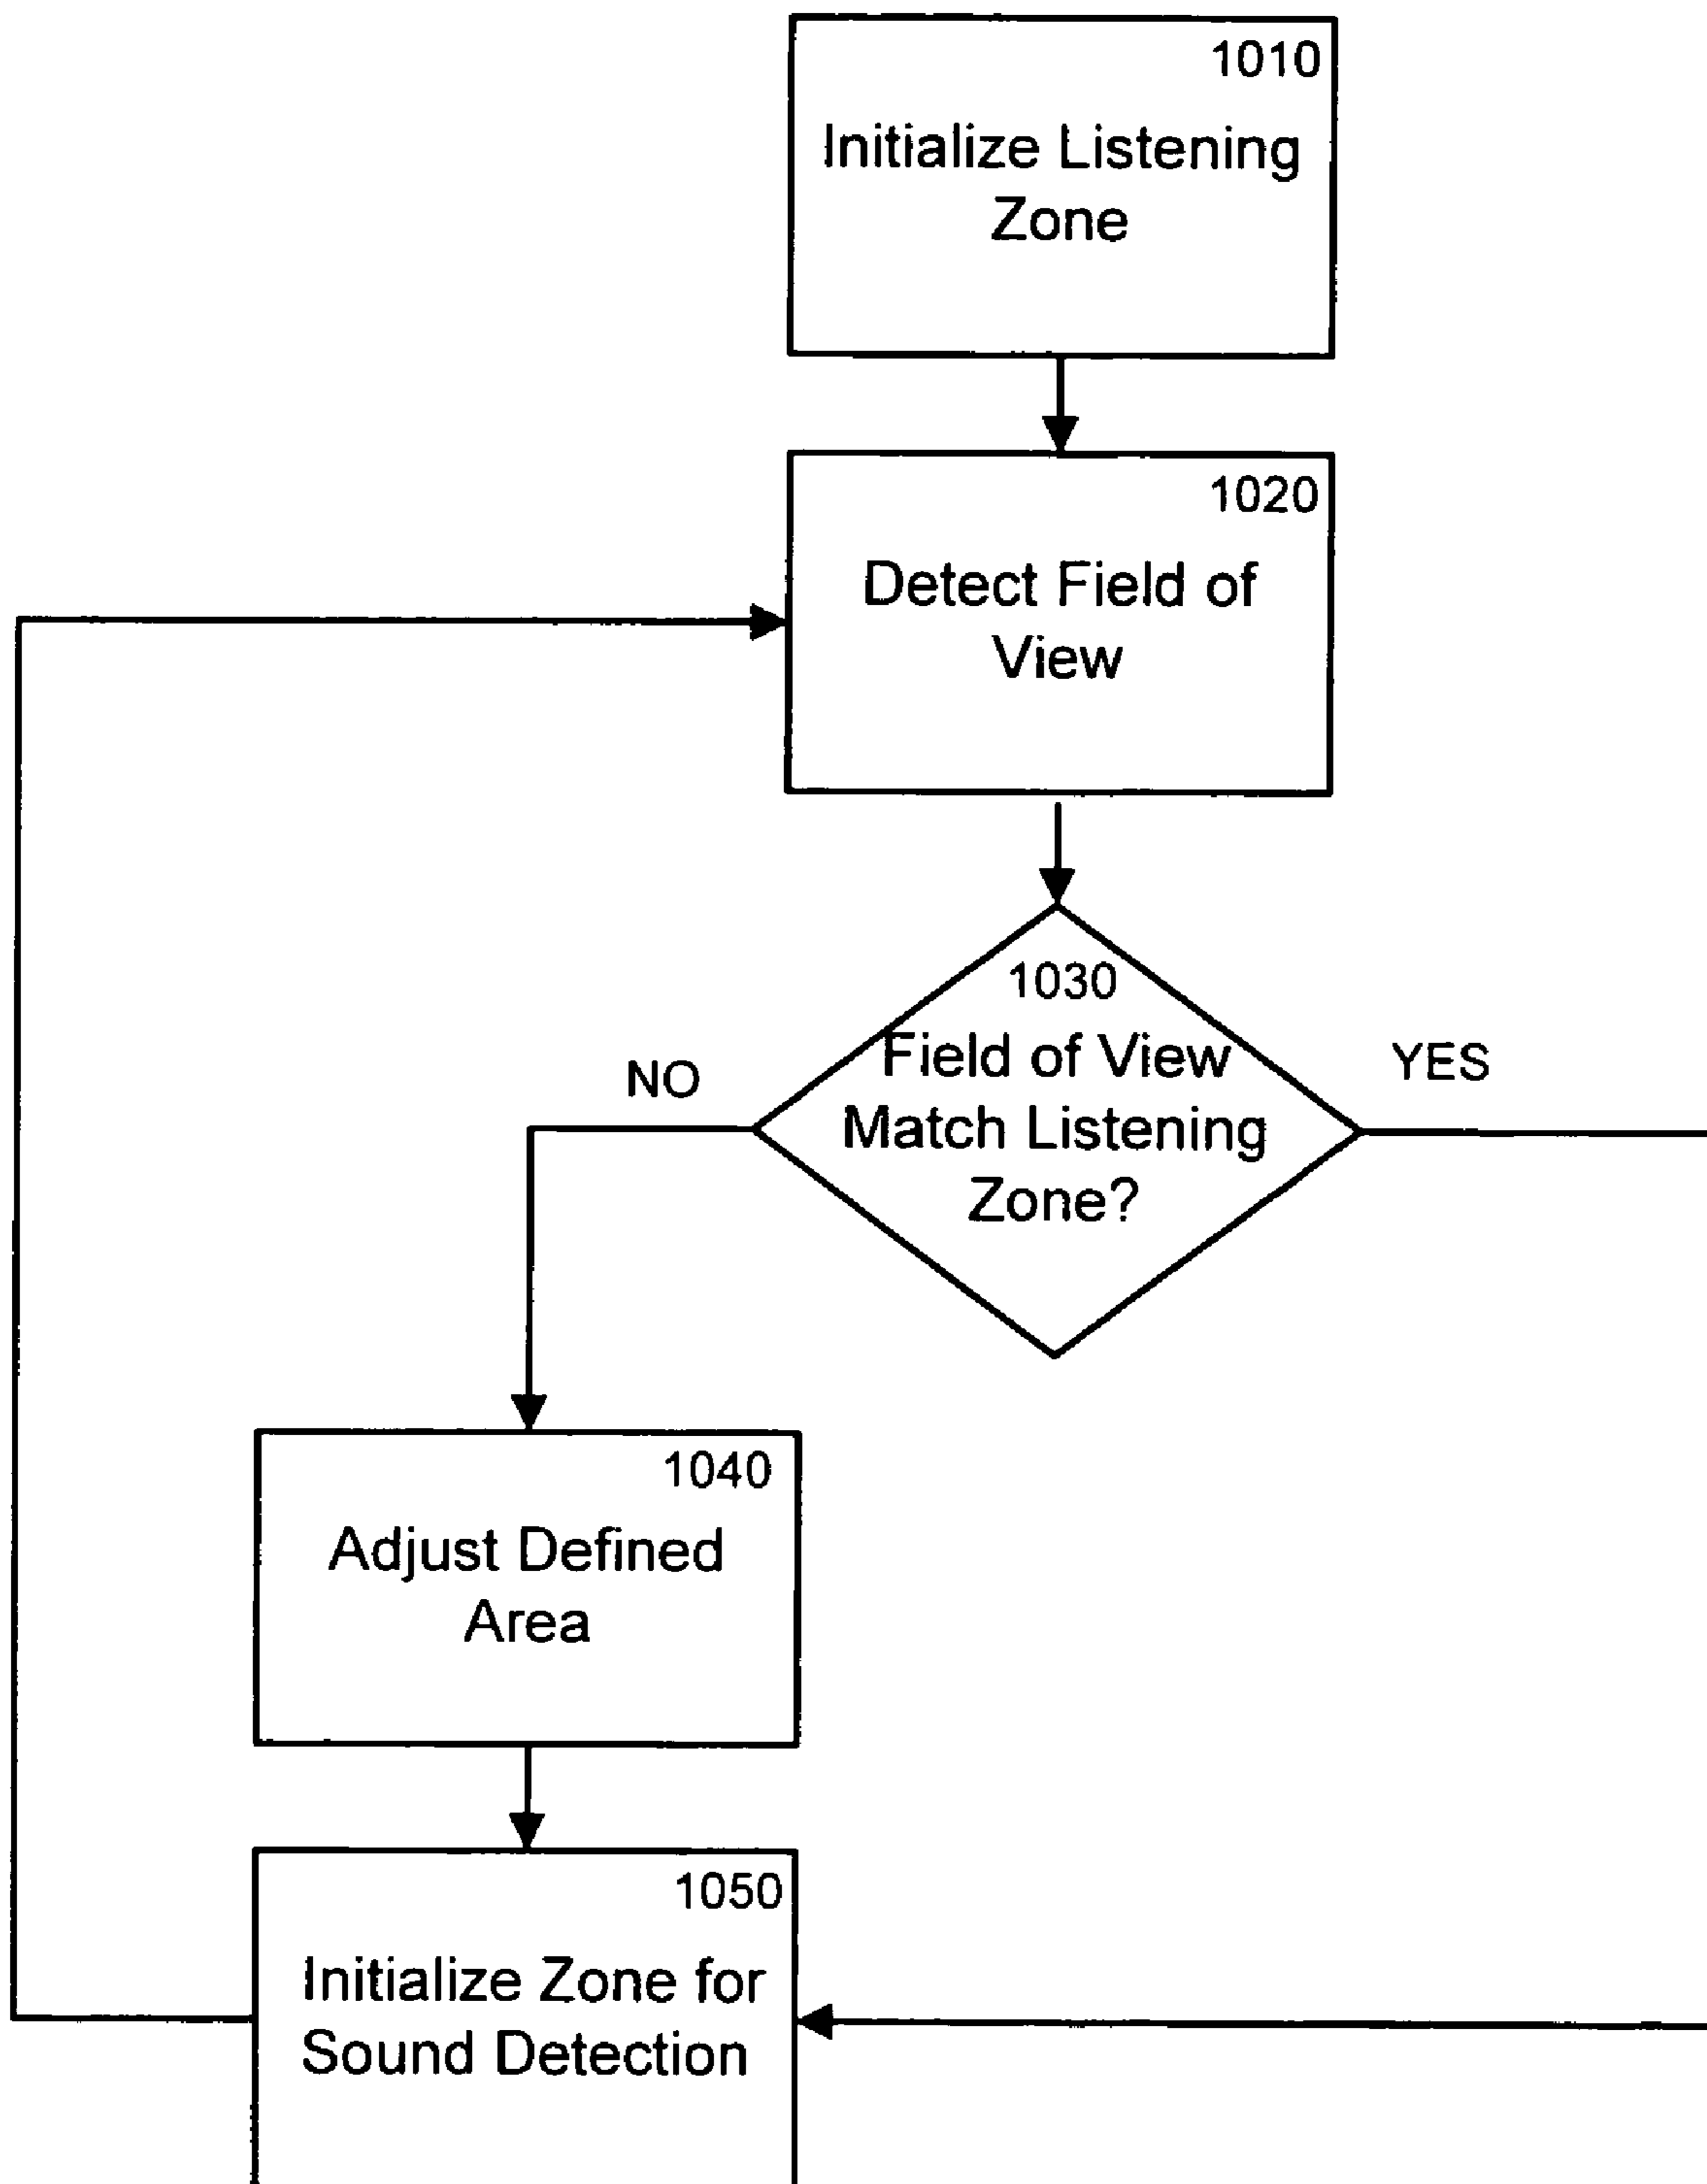 1010
Initialize Listening
Zone
1020
Detect Field of
View
1030
Field of View
Match Listening
Zone?
NO
YES
1040
Adjust Defined
Area
1050
Initialize Zone for
Sound Detection